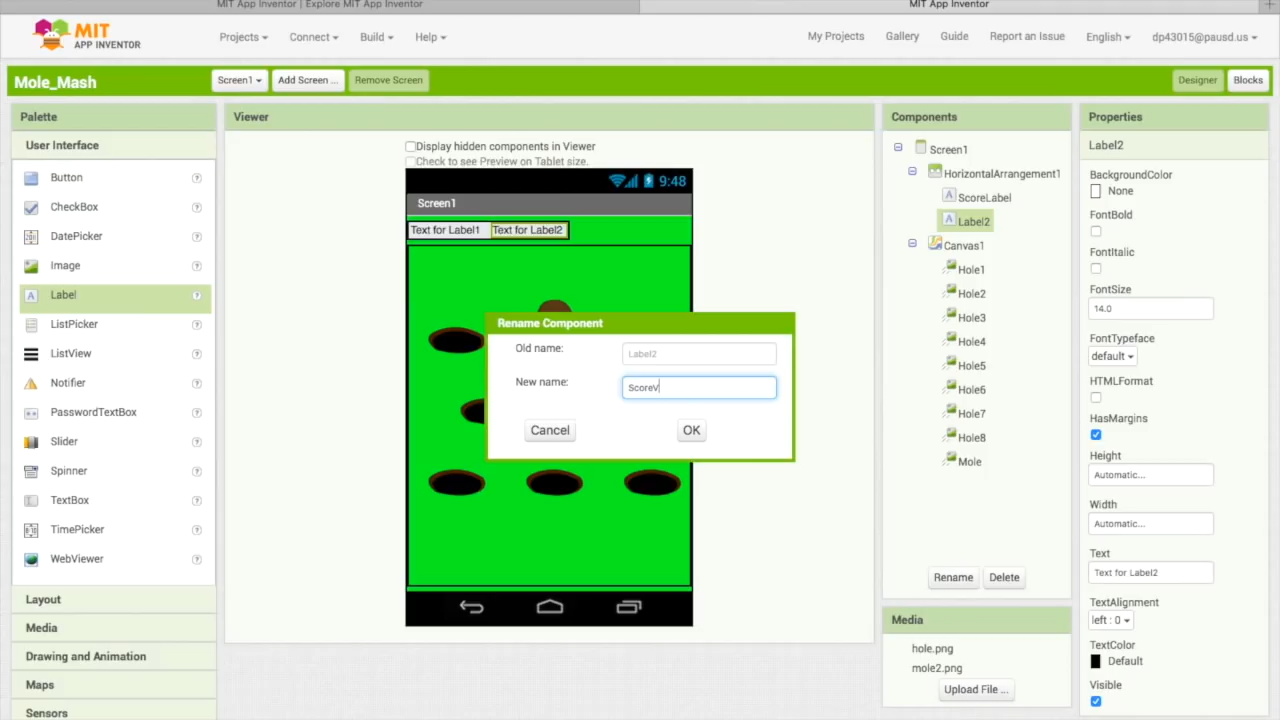 MIT App Inventor | Explore MIT App Inventor
MIT App Inventor
MIT
APP INVENTOR
Projects
Connect
Build
Help
My Projects
Gallery
Guide
Report an Issue
English
dp43015@pausd.us
Mole_Mash
Screen1
Add Screen ...
Remove Screen
Designer
Blocks
Palette
User Interface
Button
CheckBox
DatePicker
Image
Label
ListPicker
ListView
Notifier
PasswordTextBox
Slider
Spinner
TextBox
TimePicker
WebViewer
Layout
Media
Drawing and Animation
Maps
Sensors
Viewer
Display hidden components in Viewer
Check to see Preview on Tablet size.
9:48
Screen1
Text for Label1
Text for Label2
Rename Component
Old name:
Label2
New name:
ScoreV
Cancel
OK
Components
Screen1
HorizontalArrangement1
ScoreLabel
Label2
Canvas1
Hole1
Hole2
Hole3
Hole4
Hole5
Hole6
Hole7
Hole8
Mole
Rename
Delete
Media
hole.png
mole2.png
Upload File ...
Properties
Label2
BackgroundColor
None
FontBold
FontItalic
FontSize
14.0
FontTypeface
default
HTMLFormat
HasMargins
Height
Automatic...
Width
Automatic...
Text
Text for Label2
TextAlignment
left : 0
TextColor
Default
Visible